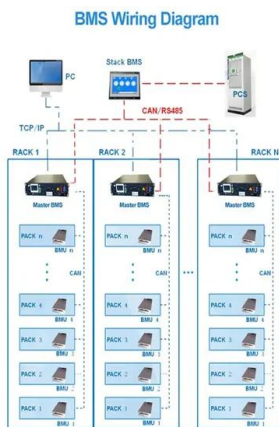 BMS Wiring Diagram
PC
Stack BMS
PCS
CAN/RS485
TCP/IP
RACK 1
RACK 2
RACK N
Master BMS
Master BMS
Master BMS
PACK n
BMU n
PACK n
BMU n
PACK n
BMU n
CAN
CAN
CAN
PACK 4
BMU 4
PACK 4
BMU 4
PACK 4
BMU 4
PACK 3
BMU 3
PACK 3
BMU 3
PACK 3
BMU 3
PACK 2
BMU 2
PACK 2
BMU 2
PACK 2
BMU 2
PACK 1
BMU 1
PACK 1
BMU 1
PACK 1
BMU 1